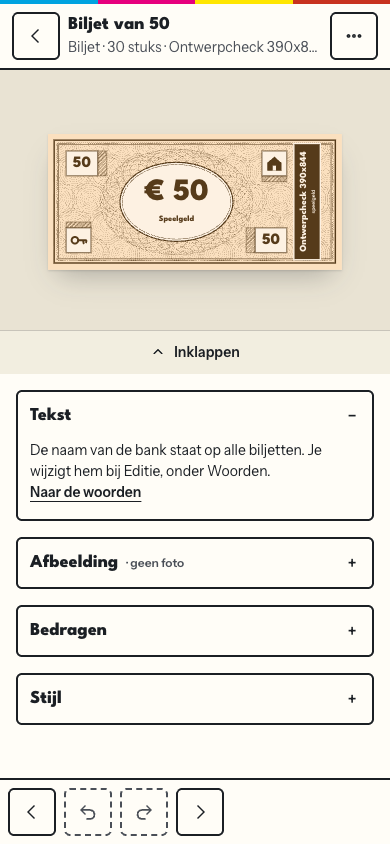 Biljet van 50
Biljet · 30 stuks · Ontwerpcheck 390x8...
50
€ 50
Speelgeld
50
Ontwerpcheck 390x844
speelgeld
Inklappen
Tekst
De naam van de bank staat op alle biljetten. Je
wijzigt hem bij Editie, onder Woorden.
Naar de woorden
Afbeelding · geen foto
Bedragen
Stijl